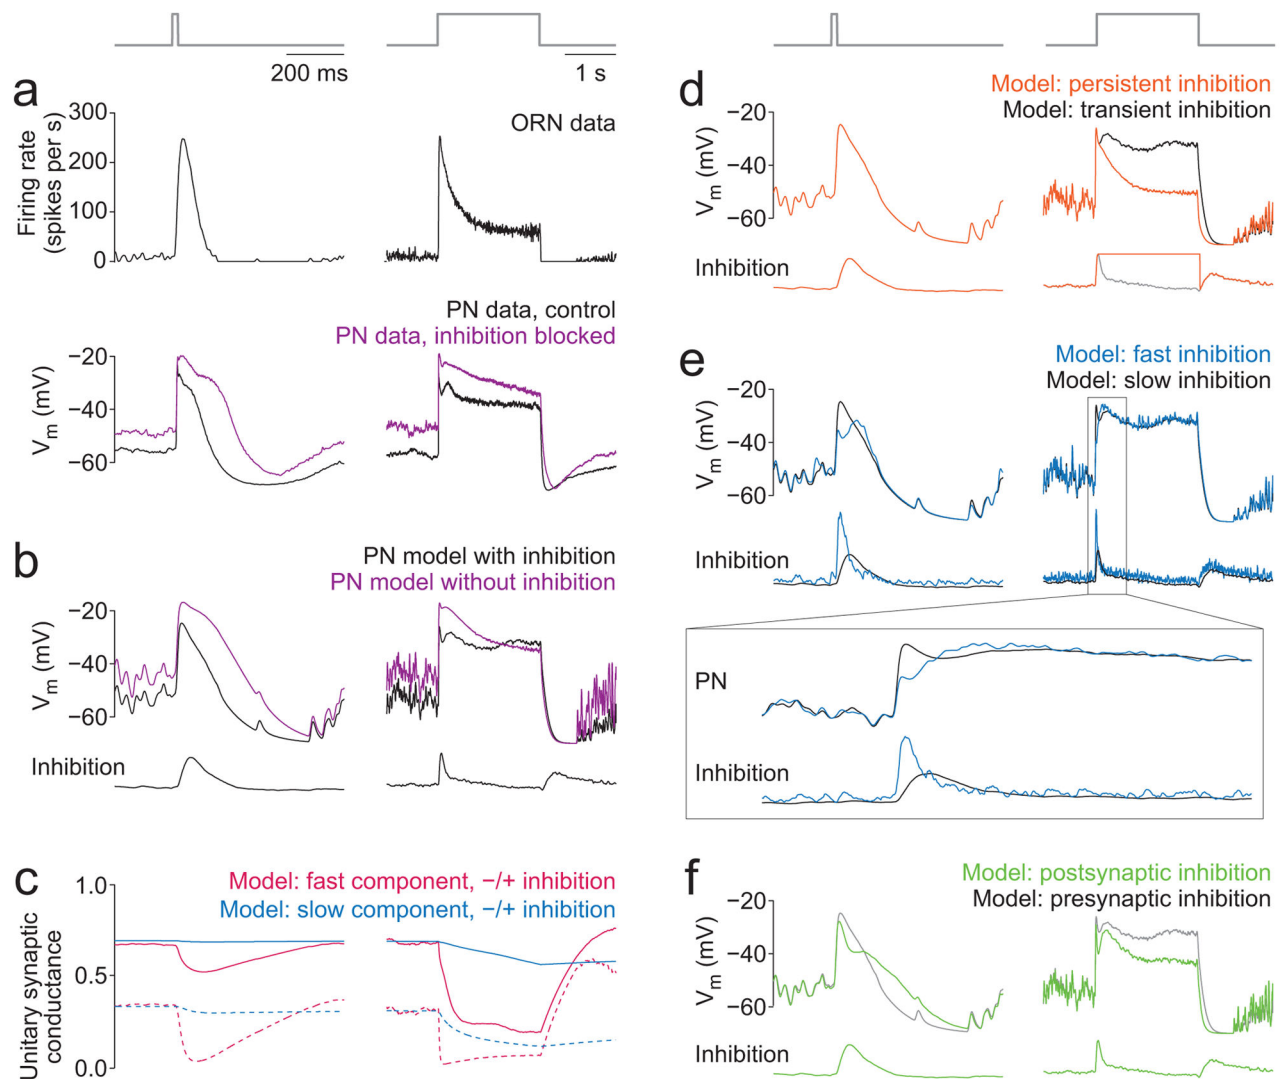 200 ms
1 s
a
300
200
100
0
Firing rate
(spikes per s)
ORN data
PN data, control
PN data, inhibition blocked
−20
−40
−60
Vm (mV)
b
PN model with inhibition
PN model without inhibition
−20
−40
−60
Vm (mV)
Inhibition
c
Model: fast component, −/+ inhibition
Model: slow component, −/+ inhibition
1.0
0.5
0.0
Unitary synaptic
conductance
d
Model: persistent inhibition
Model: transient inhibition
−20
−40
−60
Vm (mV)
Inhibition
e
Model: fast inhibition
Model: slow inhibition
−20
−40
−60
Vm (mV)
Inhibition
PN
Inhibition
f
Model: postsynaptic inhibition
Model: presynaptic inhibition
−20
−40
−60
Vm (mV)
Inhibition